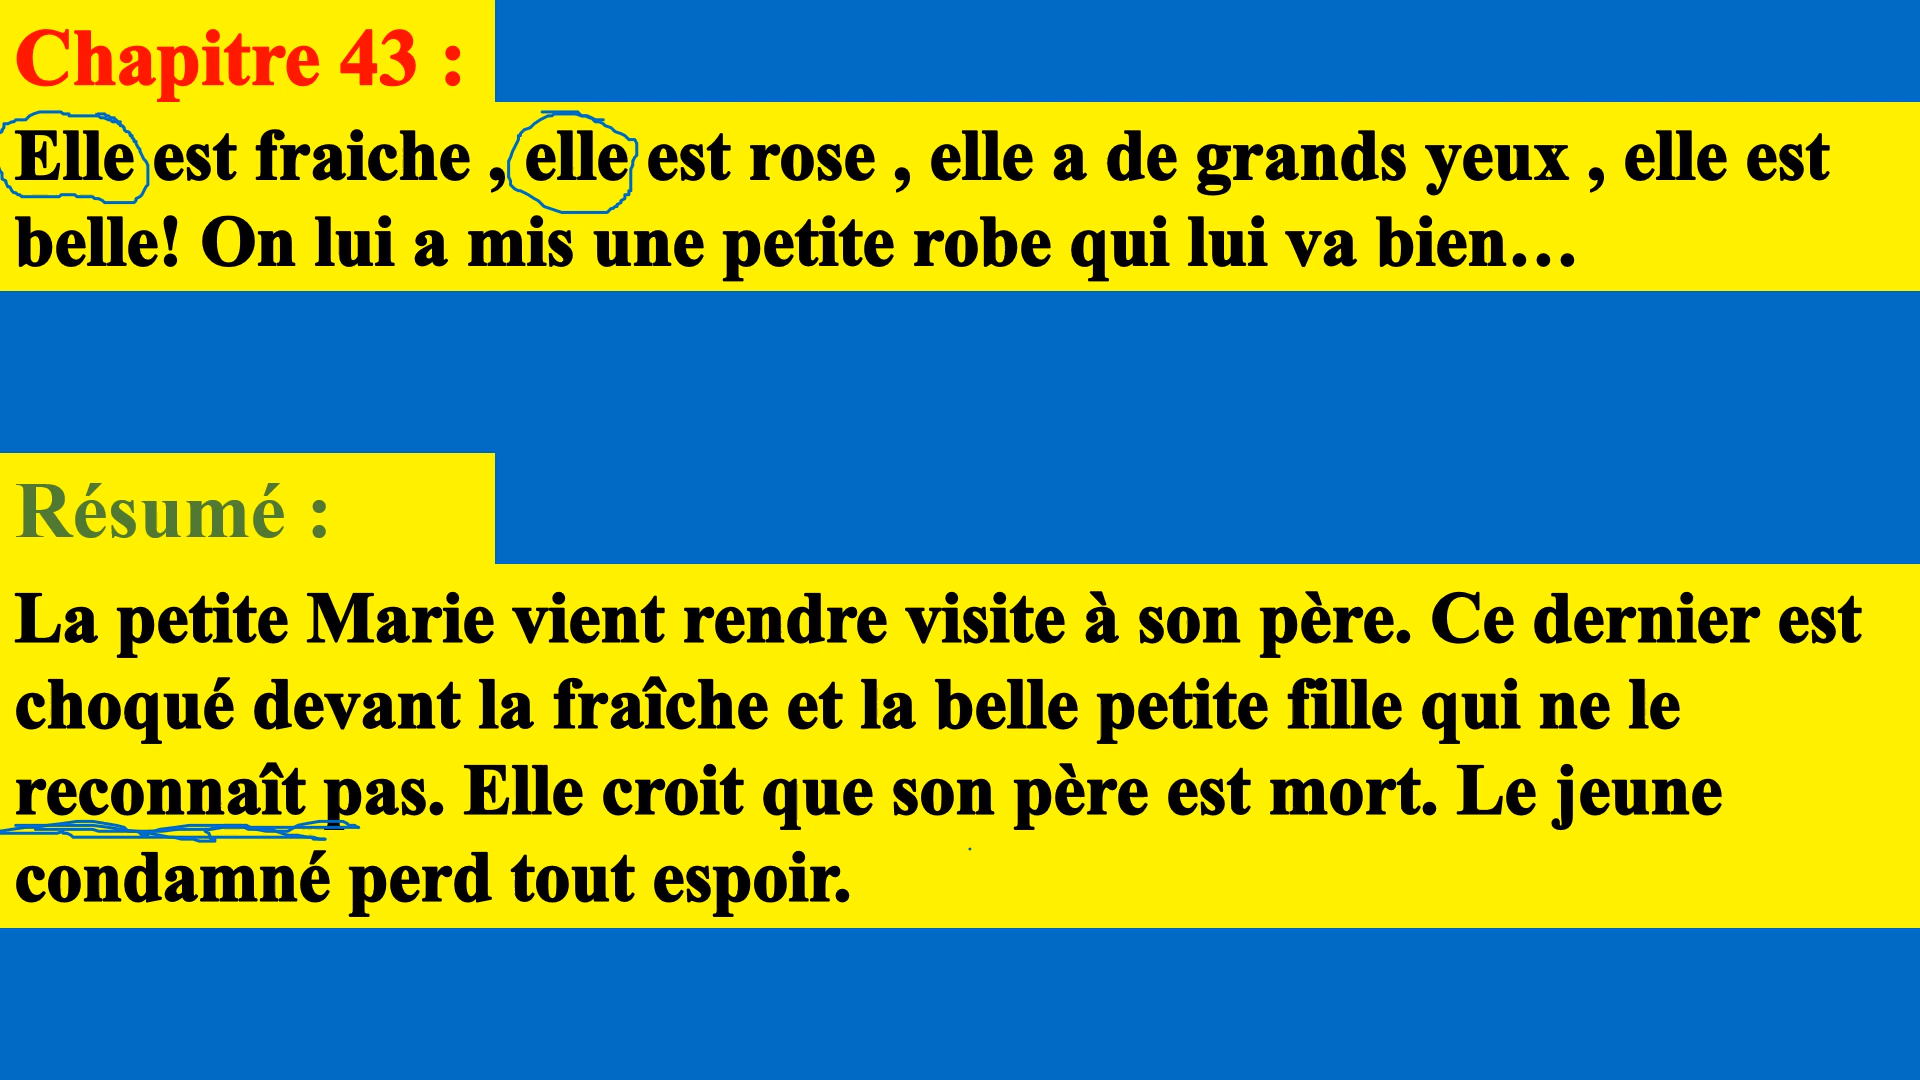 Chapitre 43 :
Elle est fraiche , elle est rose , elle a de grands yeux , elle est
belle! On lui a mis une petite robe qui lui va bien…
Résumé :
La petite Marie vient rendre visite à son père. Ce dernier est
choqué devant la fraîche et la belle petite fille qui ne le
reconnaît pas. Elle croit que son père est mort. Le jeune
condamné perd tout espoir.